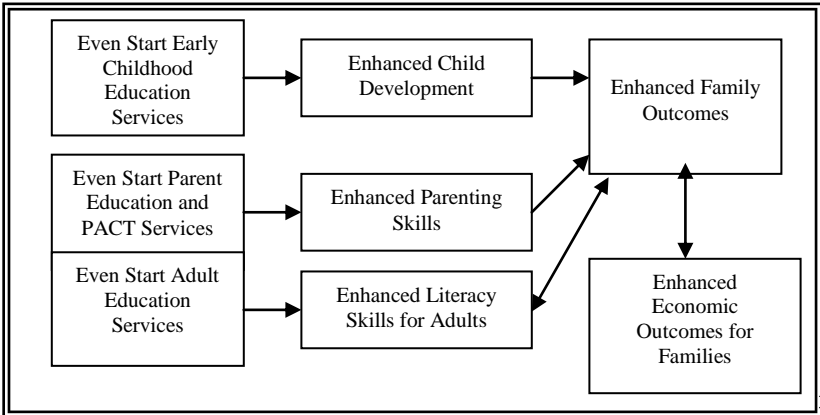 Even Start Early
Childhood
Education
Services
Enhanced Child
Development
Enhanced Family
Outcomes
Even Start Parent
Education and
PACT Services
Enhanced Parenting
Skills
Even Start Adult
Education
Services
Enhanced Literacy
Skills for Adults
Enhanced
Economic
Outcomes for
Families